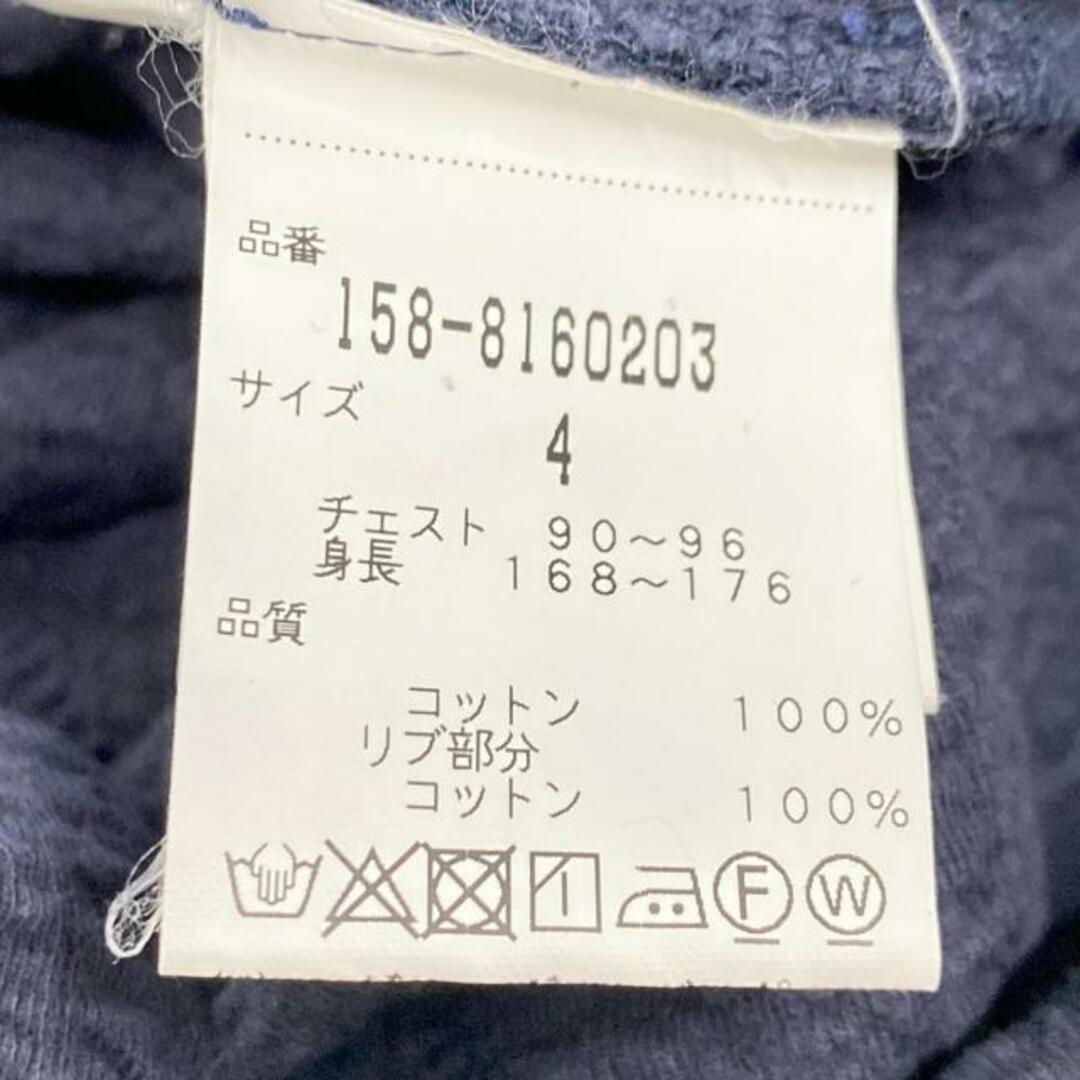 品番
158-8160203
サイズ
4
チェスト 90~96
身長 168~176
品質
コットン 100%
リブ部分
コットン 100%
F W